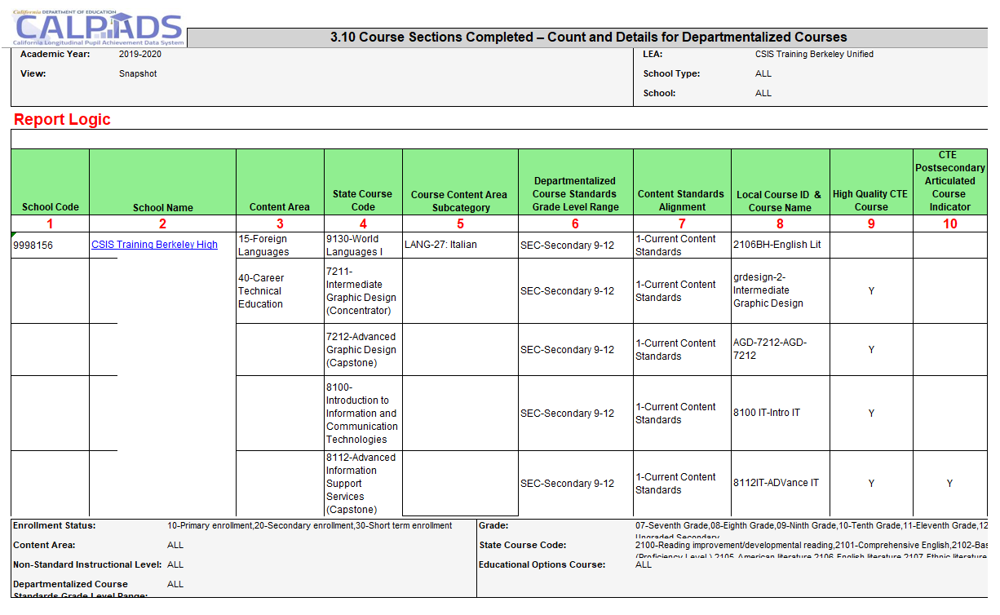 California DEPARTMENT OF EDUCATION
CALPADS
California Longitudinal Pupil Achievement Data System
3.10 Course Sections Completed – Count and Details for Departmentalized Courses
Academic Year: 2019-2020 LEA: CSIS Training Berkeley Unified
View: Snapshot School Type: ALL
School: ALL
Report Logic
School Code
School Name
Content Area
State Course
Code
Course Content Area
Subcategory
Departmentalized
Course Standards
Grade Level Range
Content Standards
Alignment
Local Course ID &
Course Name
High Quality CTE
Course
CTE
Postsecondary
Articulated
Course
Indicator
1 2 3 4 5 6 7 8 9 10
9998156
CSIS Training Berkeley High
15-Foreign
Languages
9130-World
Languages I
LANG-27: Italian
SEC-Secondary 9-12
1-Current Content
Standards
2106BH-English Lit
40-Career
Technical
Education
7211-
Intermediate
Graphic Design
(Concentrator)
SEC-Secondary 9-12
1-Current Content
Standards
grdesign-2-
Intermediate
Graphic Design
Y
7212-Advanced
Graphic Design
(Capstone)
SEC-Secondary 9-12
1-Current Content
Standards
AGD-7212-AGD-
7212
Y
8100-
Introduction to
Information and
Communication
Technologies
SEC-Secondary 9-12
1-Current Content
Standards
8100 IT-Intro IT
Y
8112-Advanced
Information
Support
Services
(Capstone)
SEC-Secondary 9-12
1-Current Content
Standards
8112IT-ADVance IT
Y
Y
Enrollment Status: 10-Primary enrollment,20-Secondary enrollment,30-Short term enrollment
Content Area: ALL
Non-Standard Instructional Level: ALL
Departmentalized Course ALL
Standards Grade Level Range:
Grade: 07-Seventh Grade,08-Eighth Grade,09-Ninth Grade,10-Tenth Grade,11-Eleventh Grade,12
Ungraded Secondary
State Course Code: 2100-Reading improvement/developmental reading,2101-Comprehensive English,2102-Bas
(Proficiency Level ),2105-American literature,2106-English literature,2107-Ethnic literature
Educational Options Course: ALL